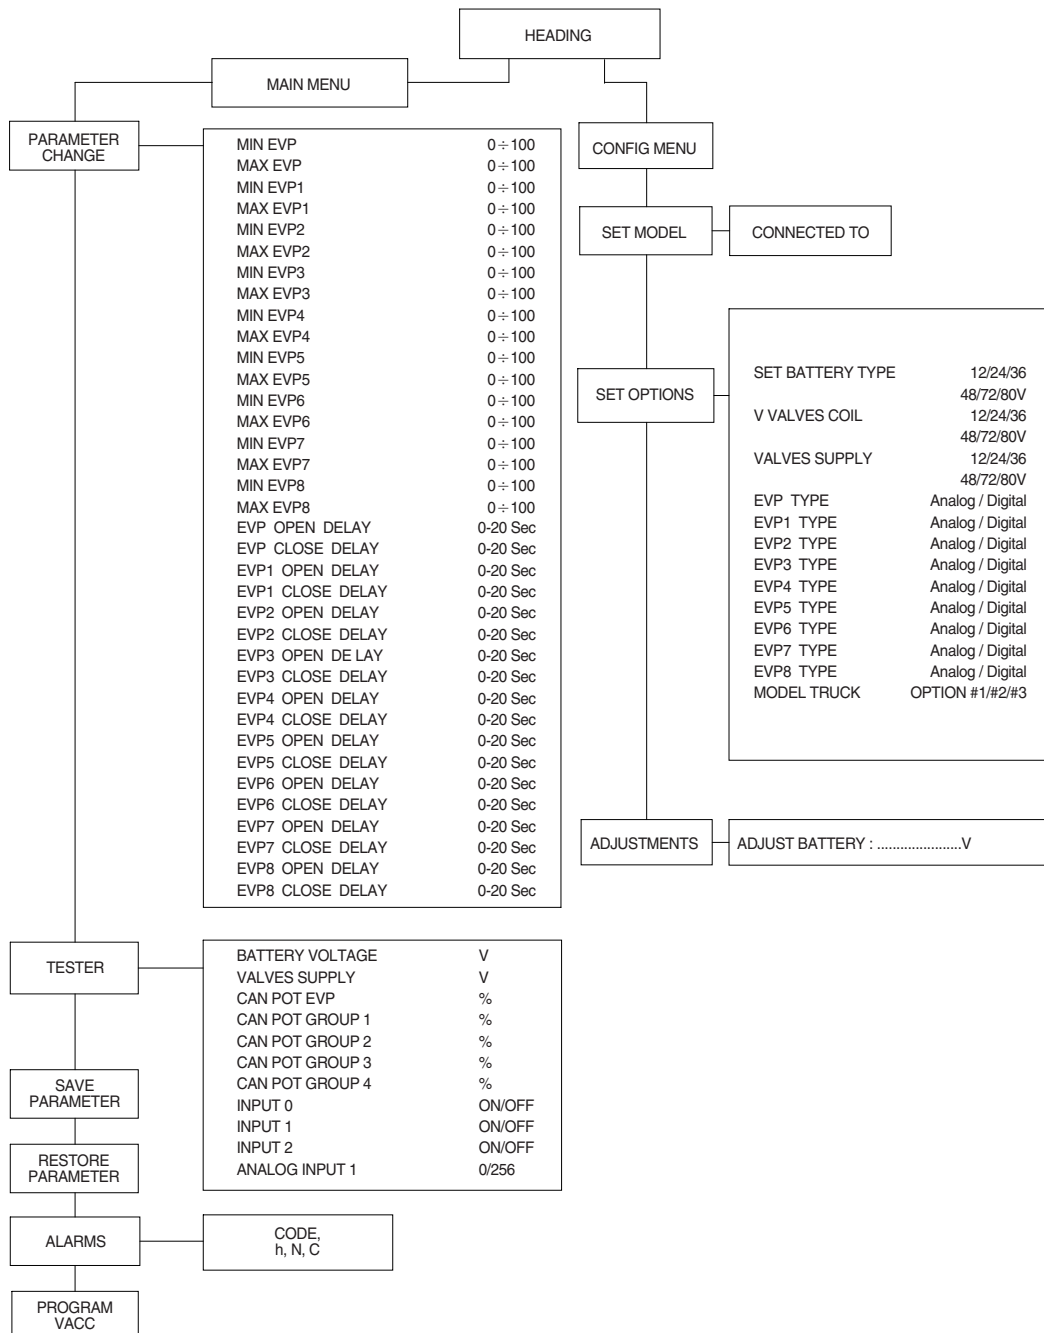 HEADING
MAIN MENU
PARAMETER
CHANGE
MIN EVP 0÷100
MAX EVP 0÷100
MIN EVP1 0÷100
MAX EVP1 0÷100
MIN EVP2 0÷100
MAX EVP2 0÷100
MIN EVP3 0÷100
MAX EVP3 0÷100
MIN EVP4 0÷100
MAX EVP4 0÷100
MIN EVP5 0÷100
MAX EVP5 0÷100
MIN EVP6 0÷100
MAX EVP6 0÷100
MIN EVP7 0÷100
MAX EVP7 0÷100
MIN EVP8 0÷100
MAX EVP8 0÷100
EVP OPEN DELAY 0-20 Sec
EVP CLOSE DELAY 0-20 Sec
EVP1 OPEN DELAY 0-20 Sec
EVP1 CLOSE DELAY 0-20 Sec
EVP2 OPEN DELAY 0-20 Sec
EVP2 CLOSE DELAY 0-20 Sec
EVP3 OPEN DE LAY 0-20 Sec
EVP3 CLOSE DELAY 0-20 Sec
EVP4 OPEN DELAY 0-20 Sec
EVP4 CLOSE DELAY 0-20 Sec
EVP5 OPEN DELAY 0-20 Sec
EVP5 CLOSE DELAY 0-20 Sec
EVP6 OPEN DELAY 0-20 Sec
EVP6 CLOSE DELAY 0-20 Sec
EVP7 OPEN DELAY 0-20 Sec
EVP7 CLOSE DELAY 0-20 Sec
EVP8 OPEN DELAY 0-20 Sec
EVP8 CLOSE DELAY 0-20 Sec
TESTER
BATTERY VOLTAGE V
VALVES SUPPLY V
CAN POT EVP %
CAN POT GROUP 1 %
CAN POT GROUP 2 %
CAN POT GROUP 3 %
CAN POT GROUP 4 %
INPUT 0 ON/OFF
INPUT 1 ON/OFF
INPUT 2 ON/OFF
ANALOG INPUT 1 0/256
SAVE
PARAMETER
RESTORE
PARAMETER
ALARMS
CODE,
h, N, C
PROGRAM
VACC
CONFIG MENU
SET MODEL
CONNECTED TO
SET OPTIONS
SET BATTERY TYPE 12/24/36
48/72/80V
V VALVES COIL 12/24/36
48/72/80V
VALVES SUPPLY 12/24/36
48/72/80V
EVP TYPE Analog / Digital
EVP1 TYPE Analog / Digital
EVP2 TYPE Analog / Digital
EVP3 TYPE Analog / Digital
EVP4 TYPE Analog / Digital
EVP5 TYPE Analog / Digital
EVP6 TYPE Analog / Digital
EVP7 TYPE Analog / Digital
EVP8 TYPE Analog / Digital
MODEL TRUCK OPTION #1/#2/#3
ADJUSTMENTS
ADJUST BATTERY : ......................V